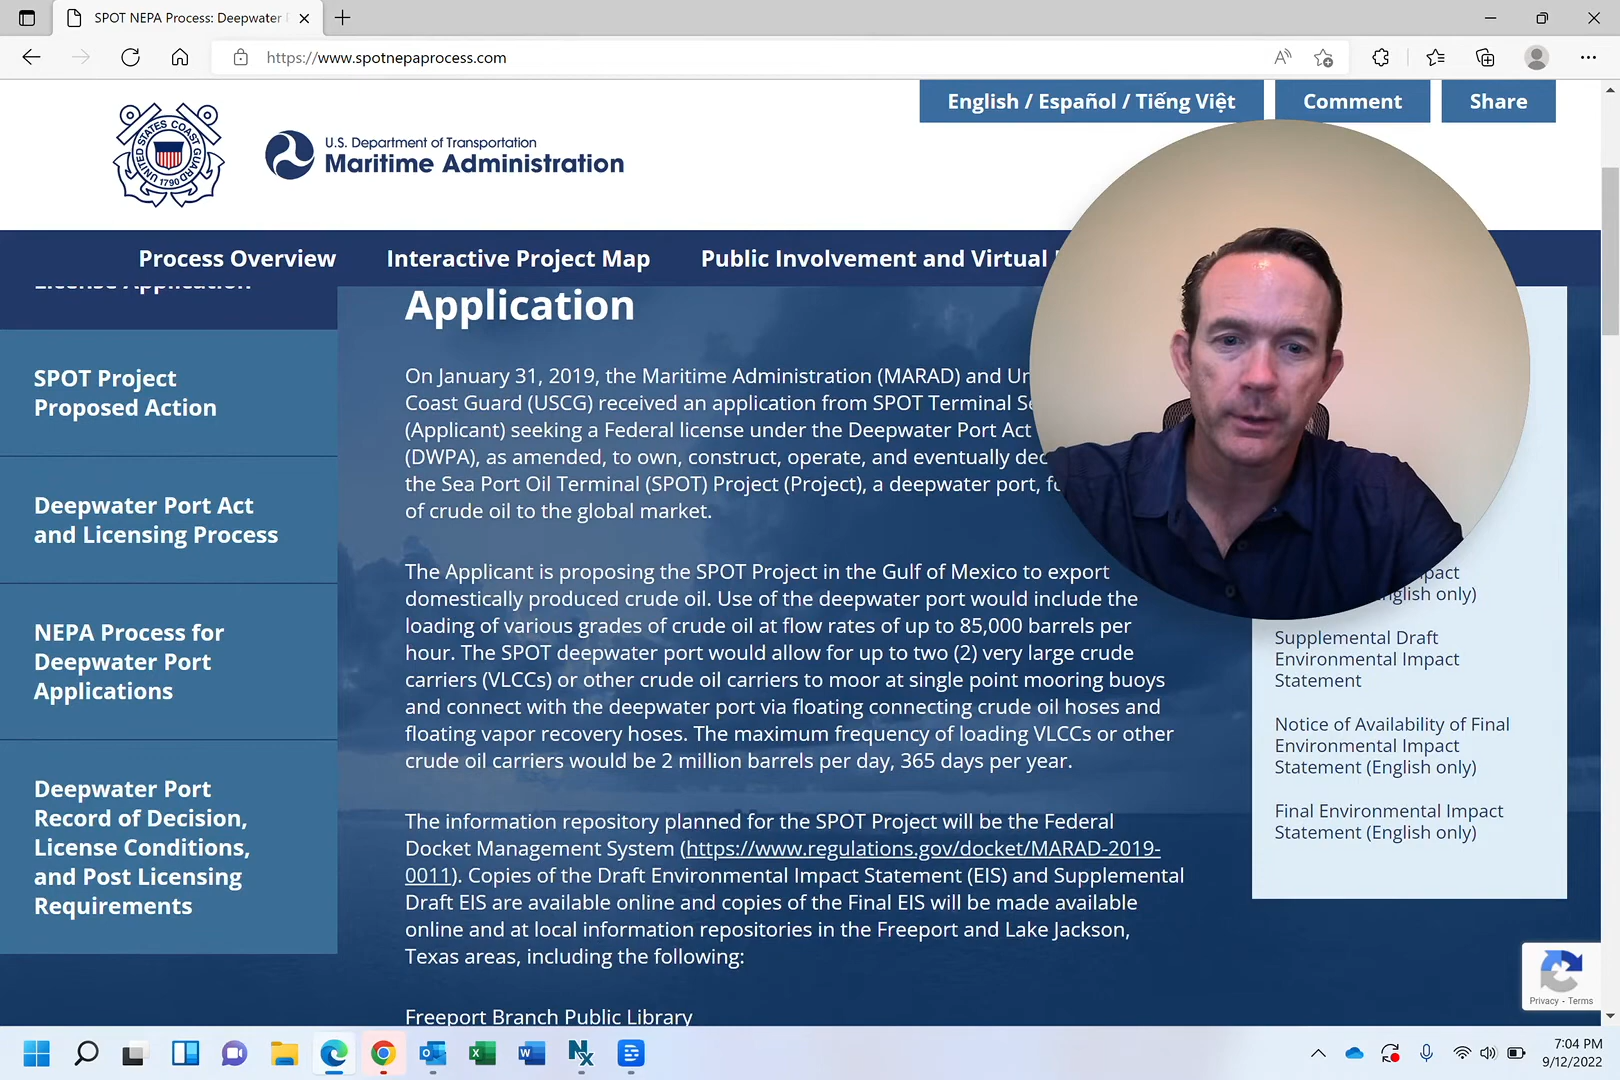 SPOT NEPA Process: Deepwater
https://www.spotnepaprocess.com
English / Español / Tiếng Việt
Comment
Share
UNITED STATES COAST GUARD
1790
U.S. Department of Transportation
Maritime Administration
Process Overview
Interactive Project Map
Public Involvement and Virtual
License Application
SPOT Project
Proposed Action
Deepwater Port Act
and Licensing Process
NEPA Process for
Deepwater Port
Applications
Deepwater Port
Record of Decision,
License Conditions,
and Post Licensing
Requirements
Application
On January 31, 2019, the Maritime Administration (MARAD) and
Coast Guard (USCG) received an application from SPOT Terminal
(Applicant) seeking a Federal license under the Deepwater Port Act
(DWPA), as amended, to own, construct, operate, and eventually
the Sea Port Oil Terminal (SPOT) Project (Project), a deepwater port,
of crude oil to the global market.
The Applicant is proposing the SPOT Project in the Gulf of Mexico to export
domestically produced crude oil. Use of the deepwater port would include the
loading of various grades of crude oil at flow rates of up to 85,000 barrels per
hour. The SPOT deepwater port would allow for up to two (2) very large crude
carriers (VLCCs) or other crude oil carriers to moor at single point mooring buoys
and connect with the deepwater port via floating connecting crude oil hoses and
floating vapor recovery hoses. The maximum frequency of loading VLCCs or other
crude oil carriers would be 2 million barrels per day, 365 days per year.
The information repository planned for the SPOT Project will be the Federal
Docket Management System (https://www.regulations.gov/docket/MARAD-2019-
0011). Copies of the Draft Environmental Impact Statement (EIS) and Supplemental
Draft EIS are available online and copies of the Final EIS will be made available
online and at local information repositories in the Freeport and Lake Jackson,
Texas areas, including the following:
Freeport Branch Public Library
pact
nglish only)
Supplemental Draft
Environmental Impact
Statement
Notice of Availability of Final
Environmental Impact
Statement (English only)
Final Environmental Impact
Statement (English only)
Privacy - Terms
7:04 PM
9/12/2022